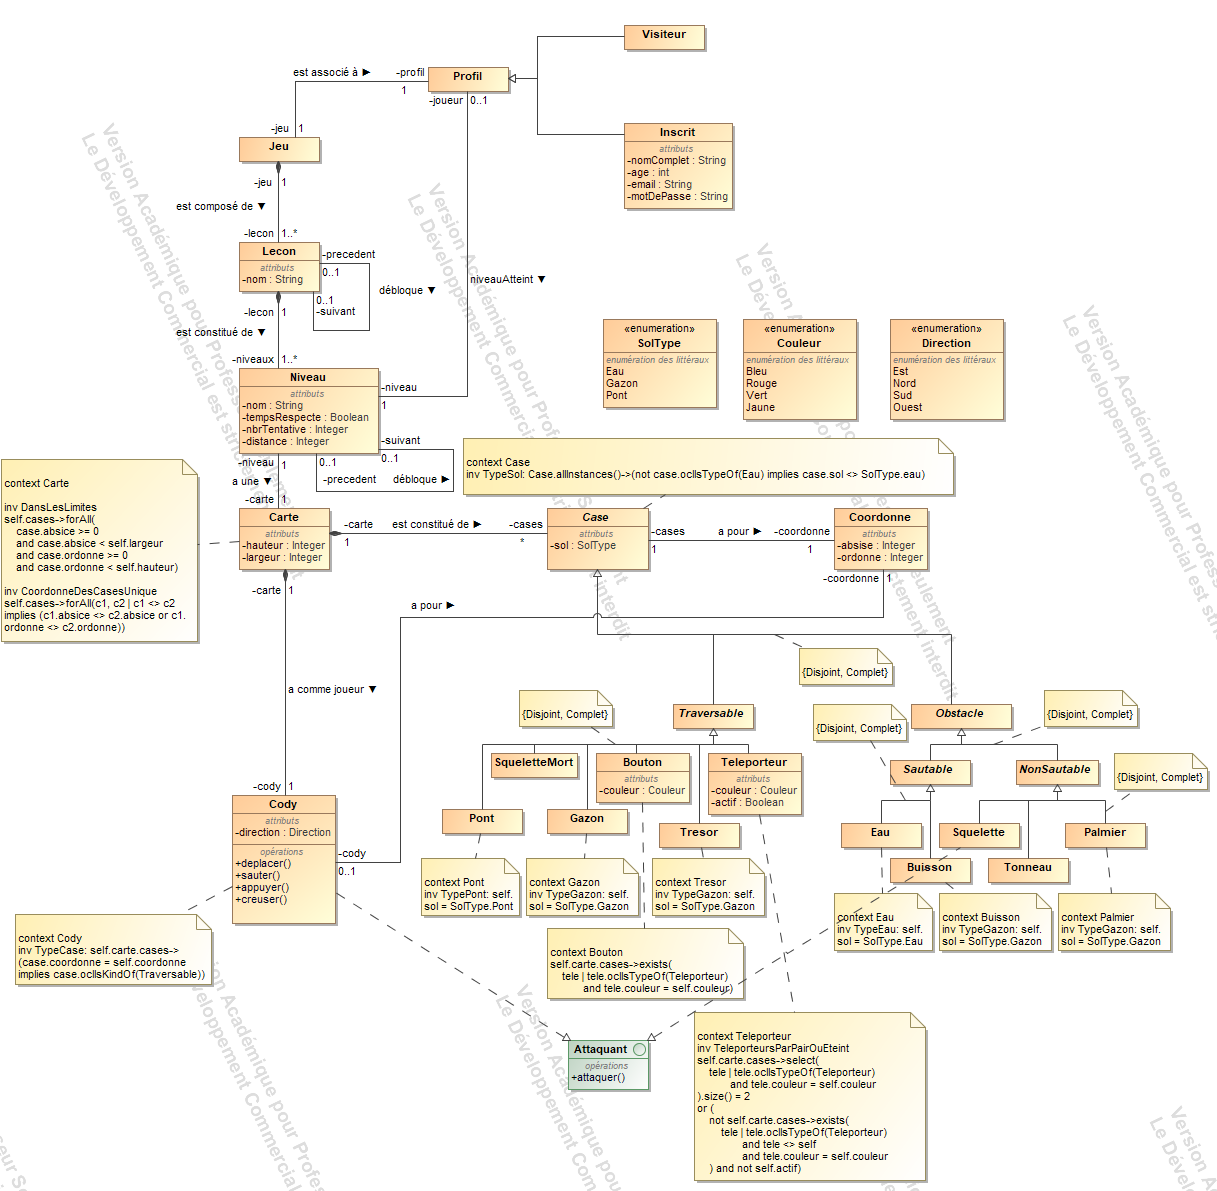 Visiteur
est associé à ►
-profil
1
Profil
-joueur
0..1
-jeu
1
Jeu
Inscrit
attributs
-nomComplet : String
-age : int
-email : String
-motDePasse : String
-jeu
1
est composé de ▼
-lecon
1..*
Lecon
attributs
-nom : String
-precedent
0..1
débloque ▼
0..1
-suivant
niveauAtteint ▼
-lecon
1
est constitué de ▼
-niveaux
1..*
«enumeration»
SolType
enumération des littéraux
Eau
Gazon
Pont
«enumeration»
Couleur
enumération des littéraux
Bleu
Rouge
Vert
Jaune
«enumeration»
Direction
enumération des littéraux
Est
Nord
Sud
Ouest
Niveau
attributs
-nom : String
-tempsRespecte : Boolean
-nbrTentative : Integer
-distance : Integer
-niveau
1
-suivant
0..1
0..1
-precedent
débloque ►
-niveau
1
a une ▼
-carte
1
context Case
inv TypeSol: Case.allInstances()->(not case.oclIsTypeOf(Eau) implies case.sol <> SolType.eau)
context Carte
inv DansLesLimites
self.cases->forAll(
case.absice >= 0
and case.absice < self.largeur
and case.ordonne >= 0
and case.ordonne < self.hauteur)
inv CoordonneDesCasesUnique
self.cases->forAll(c1, c2 | c1 <> c2
implies (c1.absice <> c2.absice or c1.
ordonne <> c2.ordonne))
Carte
attributs
-hauteur : Integer
-largeur : Integer
-carte
1
est constitué de ►
-cases
*
Case
attributs
-sol : SolType
-cases
1
a pour ►
-coordonne
1
Coordonne
attributs
-absise : Integer
-ordonne : Integer
-coordonne
1
-carte
1
a pour ►
a comme joueur ▼
{Disjoint, Complet}
{Disjoint, Complet}
{Disjoint, Complet}
{Disjoint, Complet}
{Disjoint, Complet}
Traversable
Obstacle
SqueletteMort
Bouton
attributs
-couleur : Couleur
Teleporteur
attributs
-couleur : Couleur
-actif : Boolean
Sautable
NonSautable
Pont
Gazon
Tresor
Eau
Squelette
Palmier
Buisson
Tonneau
-cody
1
Cody
attributs
-direction : Direction
opérations
+deplacer()
+sauter()
+appuyer()
+creuser()
-cody
0..1
context Pont
inv TypePont: self.
sol = SolType.Pont
context Gazon
inv TypeGazon: self.
sol = SolType.Gazon
context Tresor
inv TypeGazon: self.
sol = SolType.Gazon
context Eau
inv TypeEau: self.
sol = SolType.Eau
context Buisson
inv TypeGazon: self.
sol = SolType.Gazon
context Palmier
inv TypeGazon: self.
sol = SolType.Gazon
context Cody
inv TypeCase: self.carte.cases->
(case.coordonne = self.coordonne
implies case.oclIsKindOf(Traversable))
context Bouton
self.carte.cases->exists(
tele | tele.oclIsTypeOf(Teleporteur)
and tele.couleur = self.couleur)
Attaquant
opérations
+attaquer()
context Teleporteur
inv TeleporteursParPairOuEteint
self.carte.cases->select(
tele | tele.oclIsTypeOf(Teleporteur)
and tele.couleur = self.couleur
).size() = 2
or (
not self.carte.cases->exists(
tele | tele.oclIsTypeOf(Teleporteur)
and tele <> self
and tele.couleur = self.couleur
) and not self.actif)